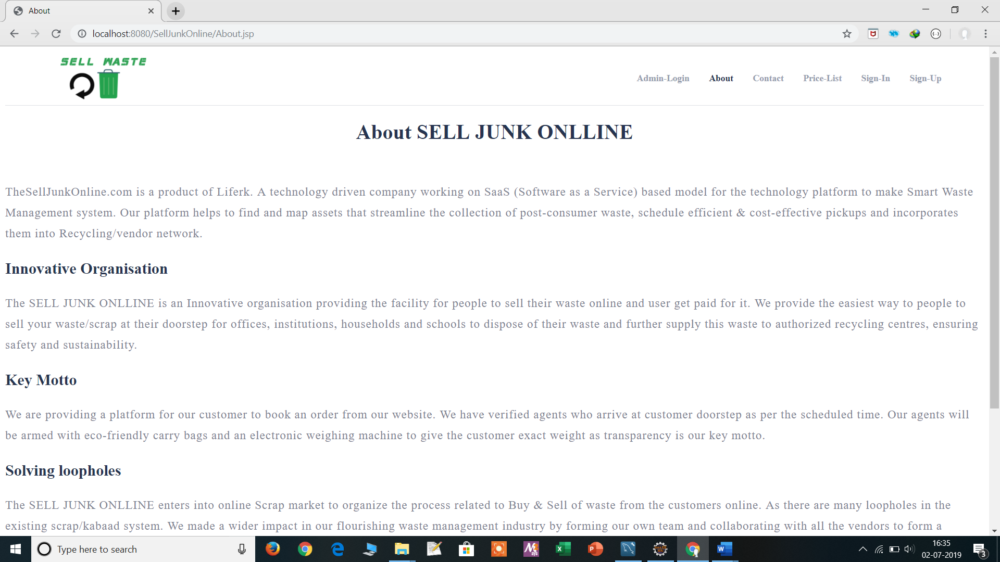 About
localhost:8080/SellJunkOnline/About.jsp
SELL WASTE
Admin-Login About Contact Price-List Sign-In Sign-Up
About SELL JUNK ONLLINE
TheSellJunkOnline.com is a product of Liferk. A technology driven company working on SaaS (Software as a Service) based model for the technology platform to make Smart Waste
Management system. Our platform helps to find and map assets that streamline the collection of post-consumer waste, schedule efficient & cost-effective pickups and incorporates
them into Recycling/vendor network.
Innovative Organisation
The SELL JUNK ONLLINE is an Innovative organisation providing the facility for people to sell their waste online and user get paid for it. We provide the easiest way to people to
sell your waste/scrap at their doorstep for offices, institutions, households and schools to dispose of their waste and further supply this waste to authorized recycling centres, ensuring
safety and sustainability.
Key Motto
We are providing a platform for our customer to book an order from our website. We have verified agents who arrive at customer doorstep as per the scheduled time. Our agents will
be armed with eco-friendly carry bags and an electronic weighing machine to give the customer exact weight as transparency is our key motto.
Solving loopholes
The SELL JUNK ONLLINE enters into online Scrap market to organize the process related to Buy & Sell of waste from the customers online. As there are many loopholes in the
existing scrap/kabaad system. We made a wider impact in our flourishing waste management industry by forming our own team and collaborating with all the vendors to form a
Type here to search
16:35
02-07-2019
3